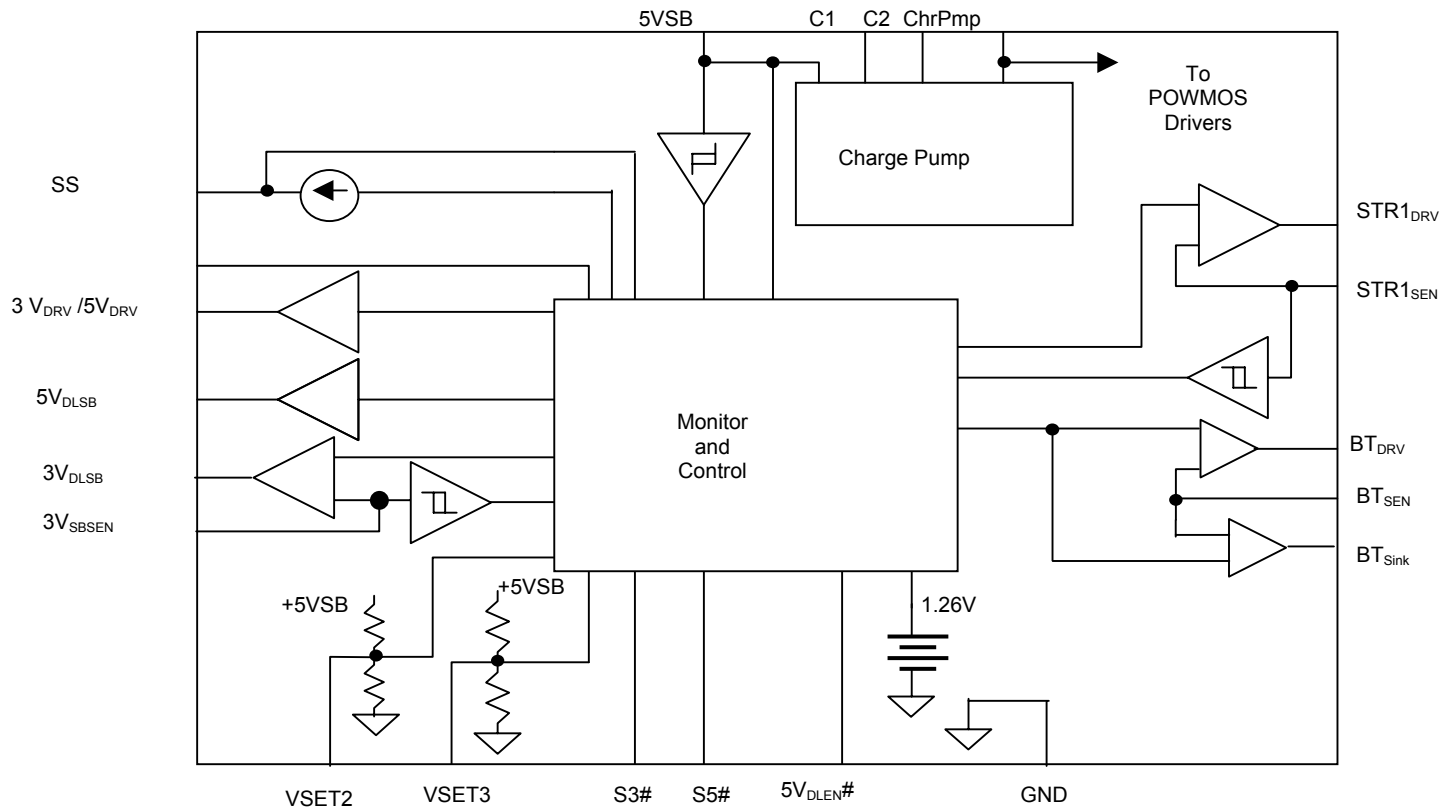 5VSB C1 C2 ChrPmp
To
POWMOS
Drivers
Charge Pump
SS
STR1DRV
STR1SEN
3 VDRV /5VDRV
5VDLSB
Monitor
and
Control
3VDLSB
3VSBSEN
BTDRV
BTSEN
BTSink
+5VSB
+5VSB
1.26V
VSET2 VSET3 S3# S5# 5VDLEN# GND